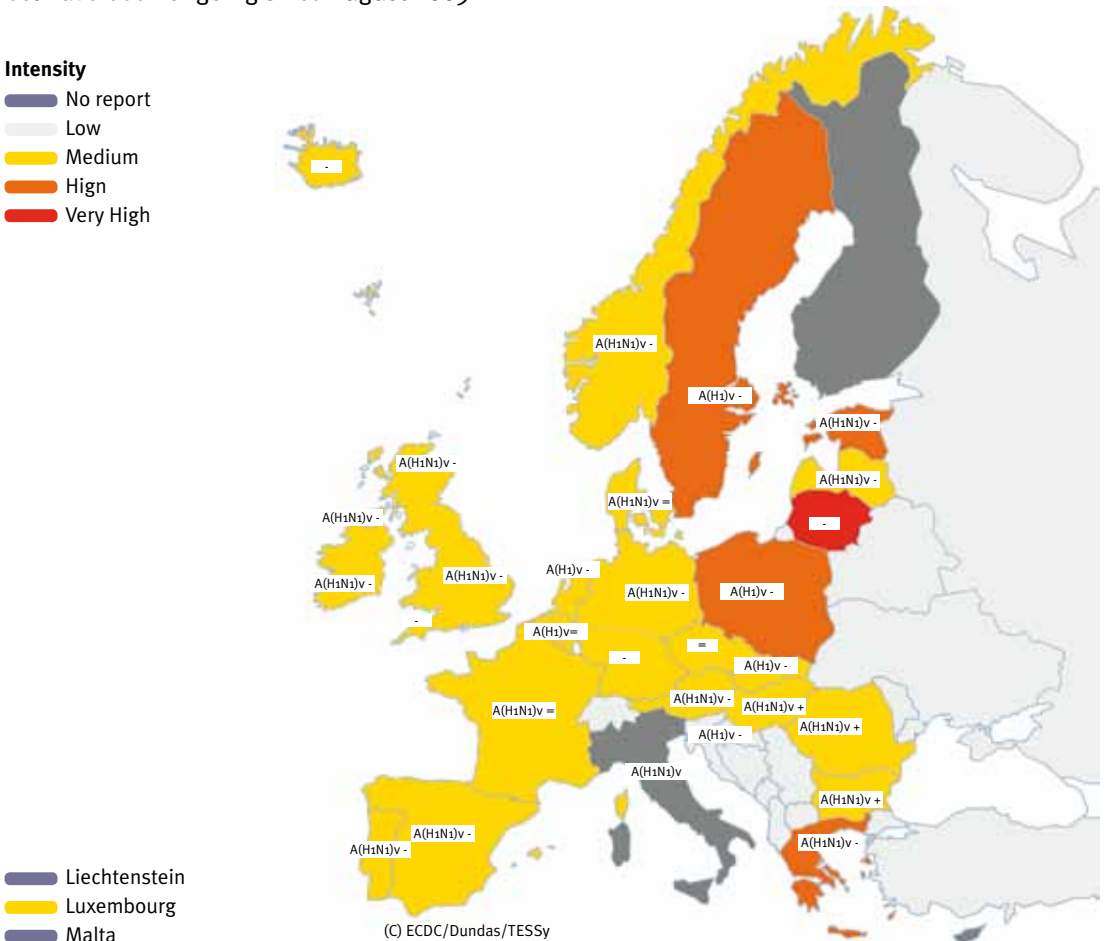 Intensity
No report
Low
Medium
Hign
Very High
-
A(H1N1)v -
A(H1)v -
A(H1N1)v -
A(H1N1)v -
A(H1N1)v -
A(H1N1)v =
A(H1N1)v -
-
A(H1)v -
A(H1N1)v -
A(H1N1)v -
A(H1N1)v -
A(H1)v -
-
A(H1)v=
=
-
A(H1)v -
A(H1N1)v -
A(H1N1)v +
A(H1N1)v =
A(H1N1)v +
A(H1)v -
A(H1N1)v
A(H1N1)v +
A(H1N1)v -
A(H1N1)v -
A(H1N1)v -
Liechtenstein
Luxembourg
Malta
(C) ECDC/Dundas/TESSy